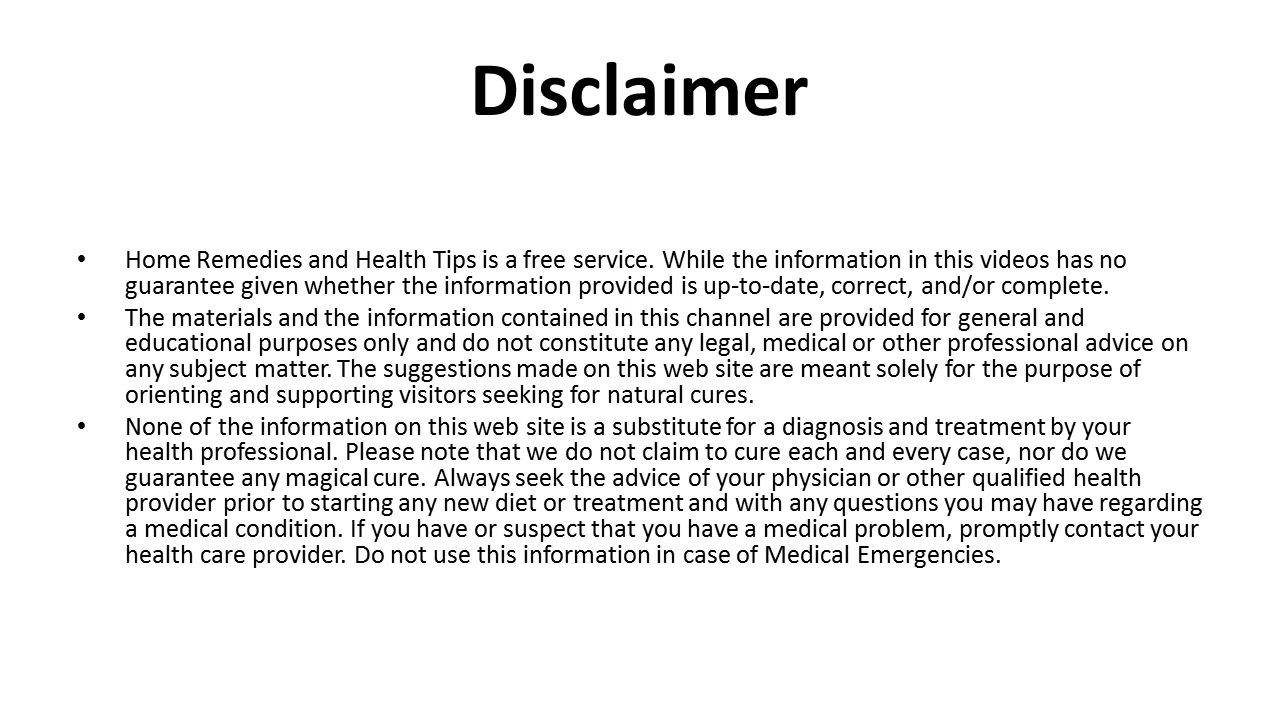 Disclaimer
• Home Remedies and Health Tips is a free service. While the information in this videos has no
guarantee given whether the information provided is up-to-date, correct, and/or complete.
• The materials and the information contained in this channel are provided for general and
educational purposes only and do not constitute any legal, medical or other professional advice on
any subject matter. The suggestions made on this web site are meant solely for the purpose of
orienting and supporting visitors seeking for natural cures.
• None of the information on this web site is a substitute for a diagnosis and treatment by your
health professional. Please note that we do not claim to cure each and every case, nor do we
guarantee any magical cure. Always seek the advice of your physician or other qualified health
provider prior to starting any new diet or treatment and with any questions you may have regarding
a medical condition. If you have or suspect that you have a medical problem, promptly contact your
health care provider. Do not use this information in case of Medical Emergencies.